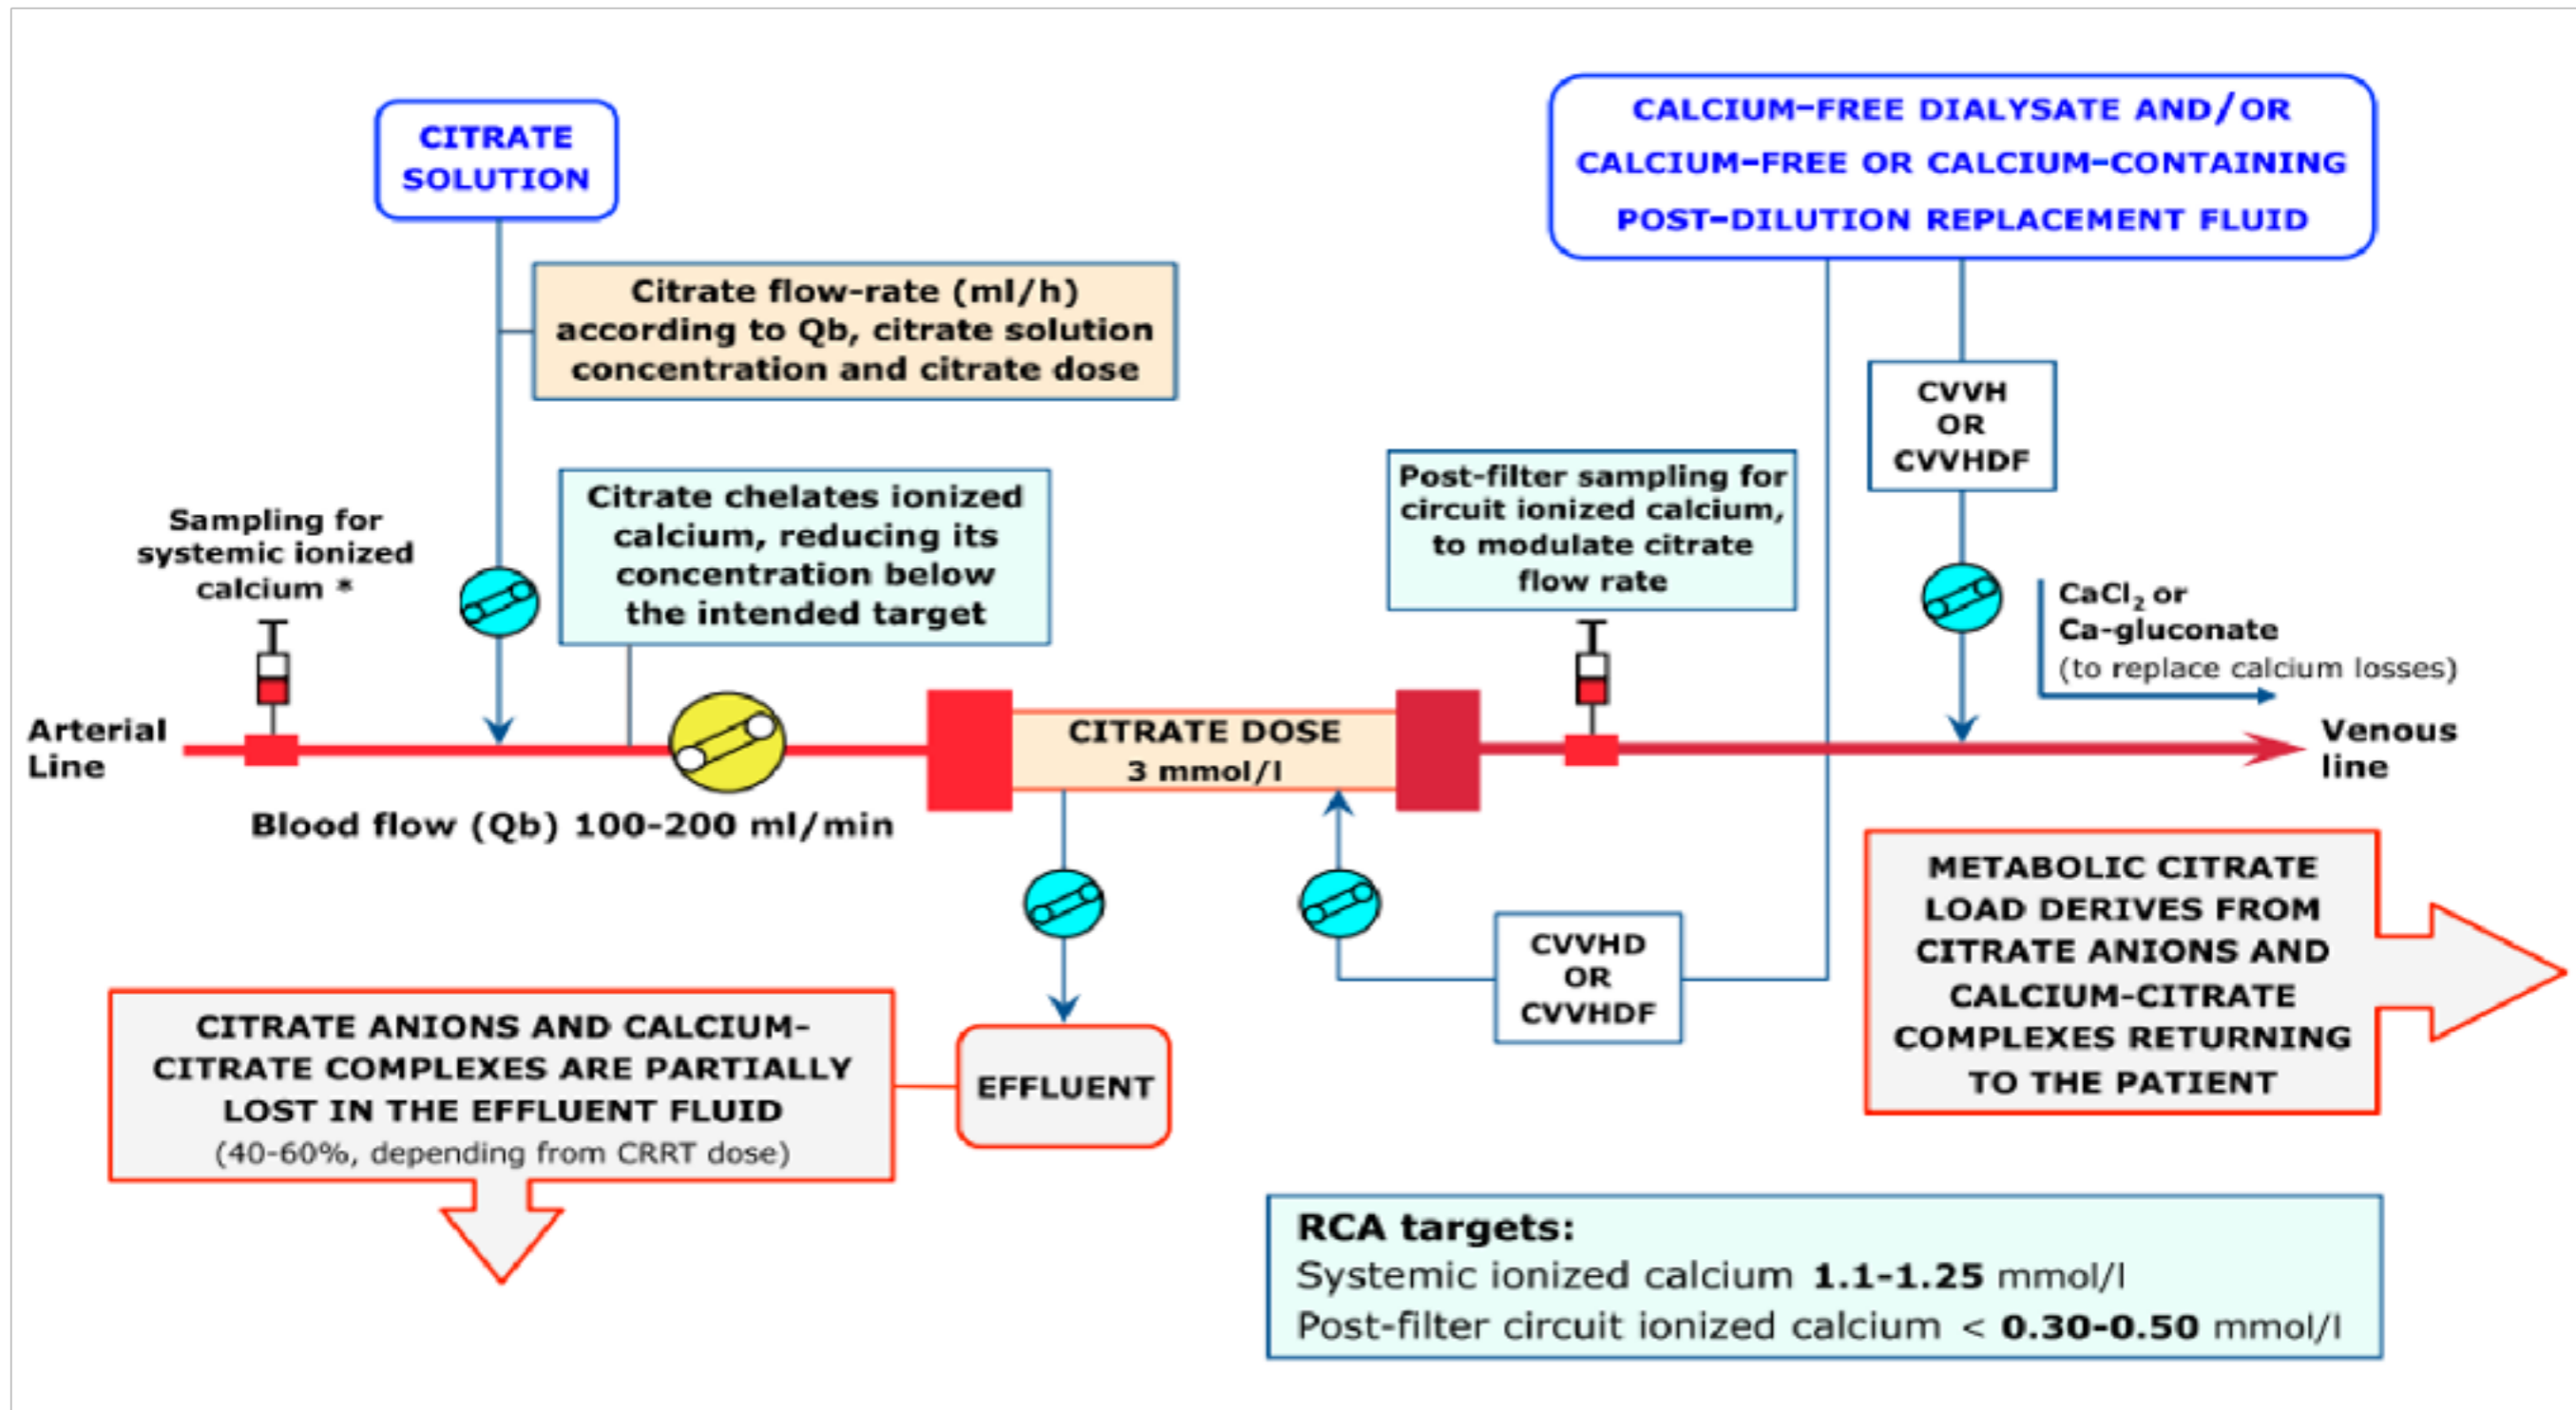 CITRATE
SOLUTION
CALCIUM-FREE DIALYSATE AND/OR
CALCIUM-FREE OR CALCIUM-CONTAINING
POST-DILUTION REPLACEMENT FLUID
Citrate flow-rate (ml/h)
according to Qb, citrate solution
concentration and citrate dose
CVVH
OR
CVVHDF
Sampling for
systemic ionized
calcium *
Citrate chelates ionized
calcium, reducing its
concentration below
the intended target
Post-filter sampling for
circuit ionized calcium,
to modulate citrate
flow rate
CaCl₂ or
Ca-gluconate
(to replace calcium losses)
Arterial
Line
CITRATE DOSE
3 mmol/l
Venous
line
Blood flow (Qb) 100-200 ml/min
METABOLIC CITRATE
LOAD DERIVES FROM
CITRATE ANIONS AND
CALCIUM-CITRATE
COMPLEXES RETURNING
TO THE PATIENT
CVVHD
OR
CVVHDF
CITRATE ANIONS AND CALCIUM-
CITRATE COMPLEXES ARE PARTIALLY
LOST IN THE EFFLUENT FLUID
(40-60%, depending from CRRT dose)
EFFLUENT
RCA targets:
Systemic ionized calcium 1.1-1.25 mmol/l
Post-filter circuit ionized calcium < 0.30-0.50 mmol/l